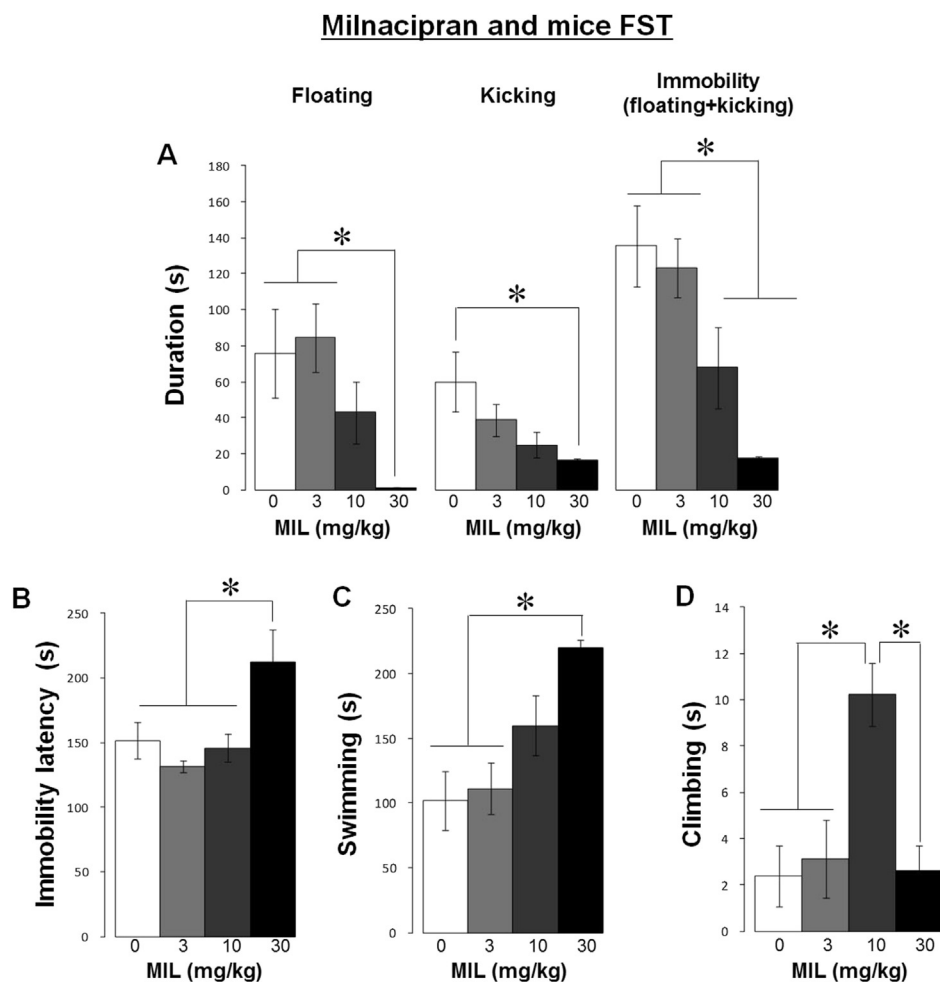 Milnacipran and mice FST
Floating
Kicking
Immobility
(floating+kicking)
A
Duration (s)
180
160
140
120
100
80
60
40
20
0
*
*
*
0 3 10 30
0 3 10 30
0 3 10 30
MIL (mg/kg)
MIL (mg/kg)
MIL (mg/kg)
B
Immobility latency (s)
250
200
150
100
50
0
*
0 3 10 30
MIL (mg/kg)
C
Swimming (s)
250
200
150
100
50
0
*
0 3 10 30
MIL (mg/kg)
D
Climbing (s)
14
12
10
8
6
4
2
0
*
*
0 3 10 30
MIL (mg/kg)